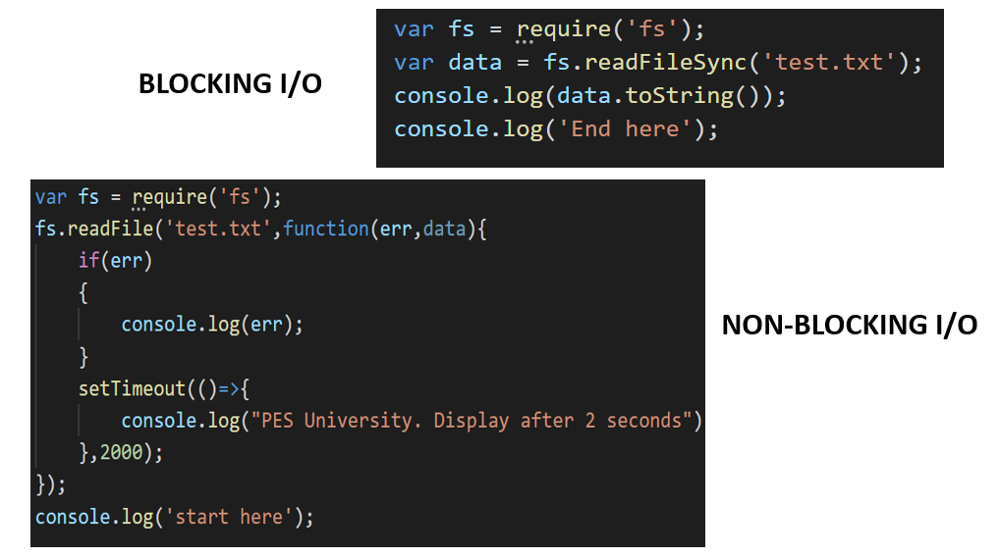 BLOCKING I/O
var fs = require('fs');
var data = fs.readFileSync('test.txt');
console.log(data.toString());
console.log('End here');
var fs = require('fs');
fs.readFile('test.txt',function(err,data){
    if(err)
    {
        console.log(err);
    }
    setTimeout(()=>{
        console.log("PES University. Display after 2 seconds")
    },2000);
});
console.log('start here');
NON-BLOCKING I/O